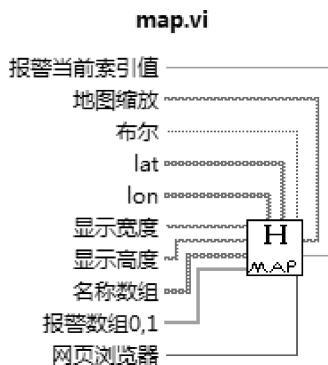 map.vi
报警当前索引值
地图缩放
布尔
lat
lon
显示宽度
显示高度
名称数组
报警数组0,1
网页浏览器
H
MAP